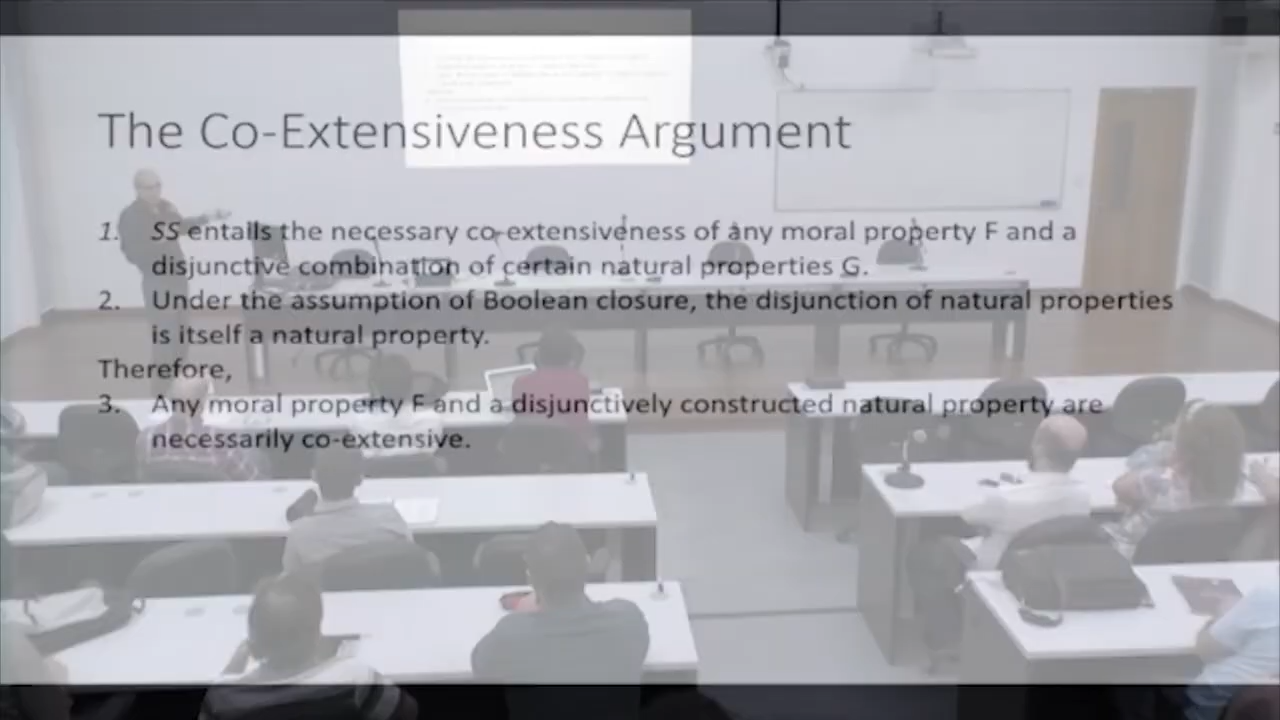 The Co-Extensiveness Argument
1. SS entails the necessary co-extensiveness of any moral property F and a
disjunctive combination of certain natural properties G.
2. Under the assumption of Boolean closure, the disjunction of natural properties
is itself a natural property.
Therefore,
3. Any moral property F and a disjunctively constructed natural property are
necessarily co-extensive.